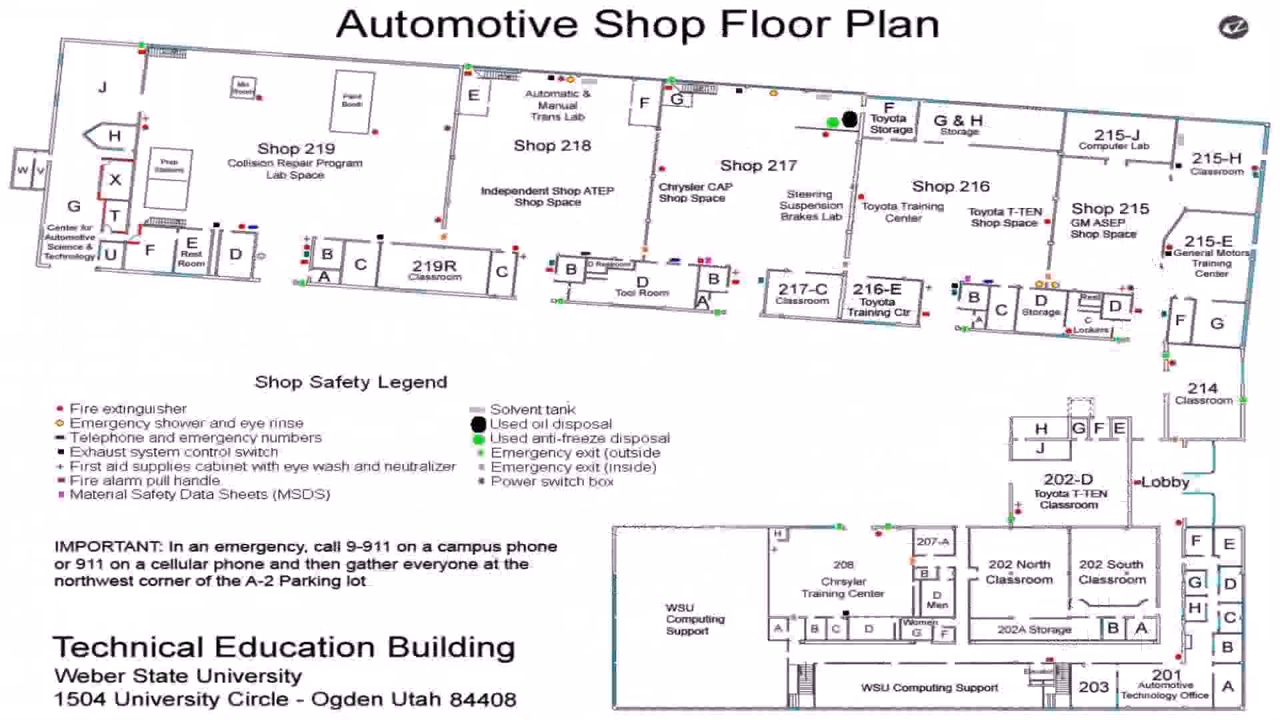 Automotive Shop Floor Plan
J
H
W V
X
G
T
Center for
Automotive
Science &
Technology
U
F
E
Rest
Room
D
Mix
Room
Paint
Booth
Prep
Stations
Shop 219
Collision Repair Program
Lab Space
B
A
C
219R
Classroom
C
E
Automatic &
Manual
Trans Lab
F
Shop 218
Independent Shop ATEP
Shop Space
B
D Restroom
D
Tool Room
B
A
G
Shop 217
Chrysler CAP
Shop Space
Steering
Suspension
Brakes Lab
217-C
Classroom
216-E
Toyota
Training Ctr
F
Toyota
Storage
G & H
Storage
Shop 216
Toyota Training
Center
Toyota T-TEN
Shop Space
B
A
C
D
Storage
Rest
D
C
Lockers
215-J
Computer Lab
215-H
Classroom
Shop 215
GM ASEP
Shop Space
215-E
General Motors
Training
Center
F
G
214
Classroom
Shop Safety Legend
Fire extinguisher
Emergency shower and eye rinse
Telephone and emergency numbers
Exhaust system control switch
First aid supplies cabinet with eye wash and neutralizer
Fire alarm pull handle
Material Safety Data Sheets (MSDS)
Solvent tank
Used oil disposal
Used anti-freeze disposal
Emergency exit (outside
Emergency exit (inside)
Power switch box
H
G F E
J
202-D
Toyota T-TEN
Classroom
Lobby
IMPORTANT: In an emergency, call 9-911 on a campus phone
or 911 on a cellular phone and then gather everyone at the
northwest corner of the A-2 Parking lot
WSU
Computing
Support
H
208
Chrsyler
Training Center
207-A
B
D
Men
A
B C D
Women
G
F
202 North
Classroom
202 South
Classroom
202A Storage
B A
F
E
G
D
H
C
B
A
WSU Computing Support
Elevator
203
201
Automotive
Technology Office
Technical Education Building
Weber State University
1504 University Circle - Ogden Utah 84408